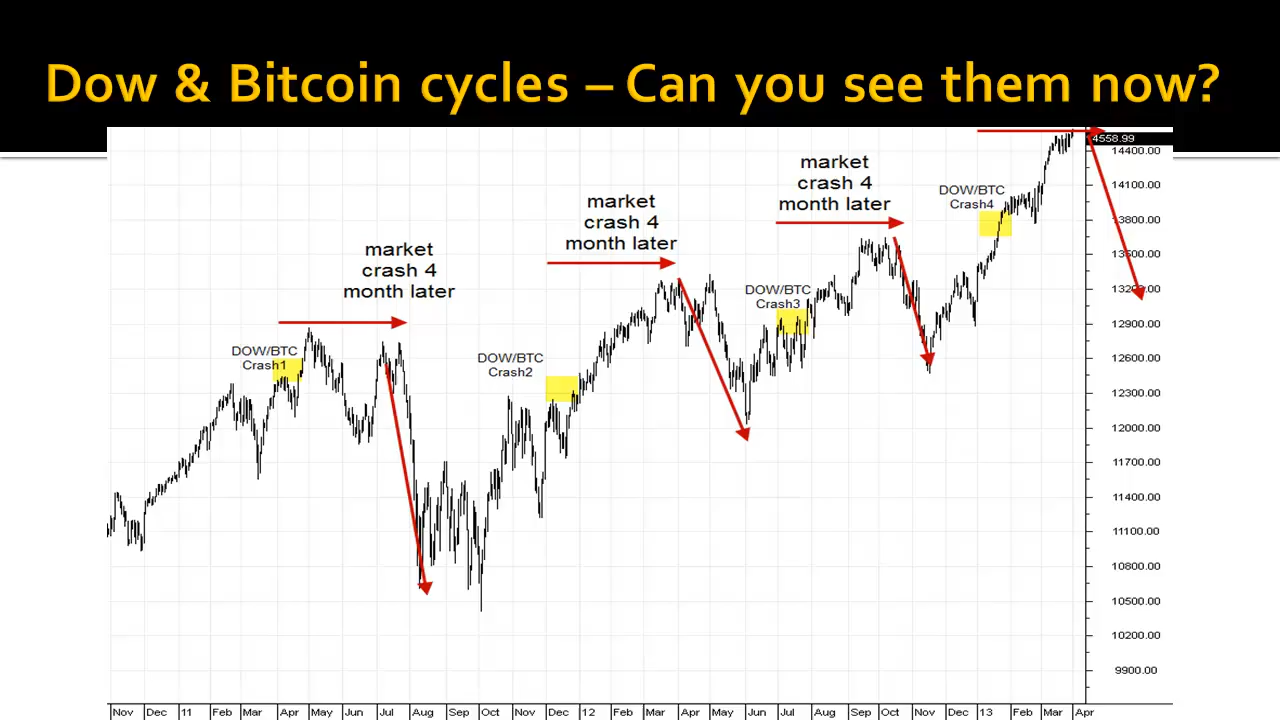 Dow & Bitcoin cycles – Can you see them now?
market
crash 4
month later
market
crash 4
month later
market
crash 4
month later
DOW/BTC
Crash1
DOW/BTC
Crash2
DOW/BTC
Crash3
DOW/BTC
Crash4
4558.99
14400.00
14100.00
13800.00
13500.00
13200.00
12900.00
12600.00
12300.00
12000.00
11700.00
11400.00
11100.00
10800.00
10500.00
10200.00
9900.00
Nov Dec 11 Feb Mar Apr May Jun Jul Aug Sep Oct Nov Dec 12 Feb Mar Apr May Jun Jul Aug Sep Oct Nov Dec 13 Feb Mar Apr